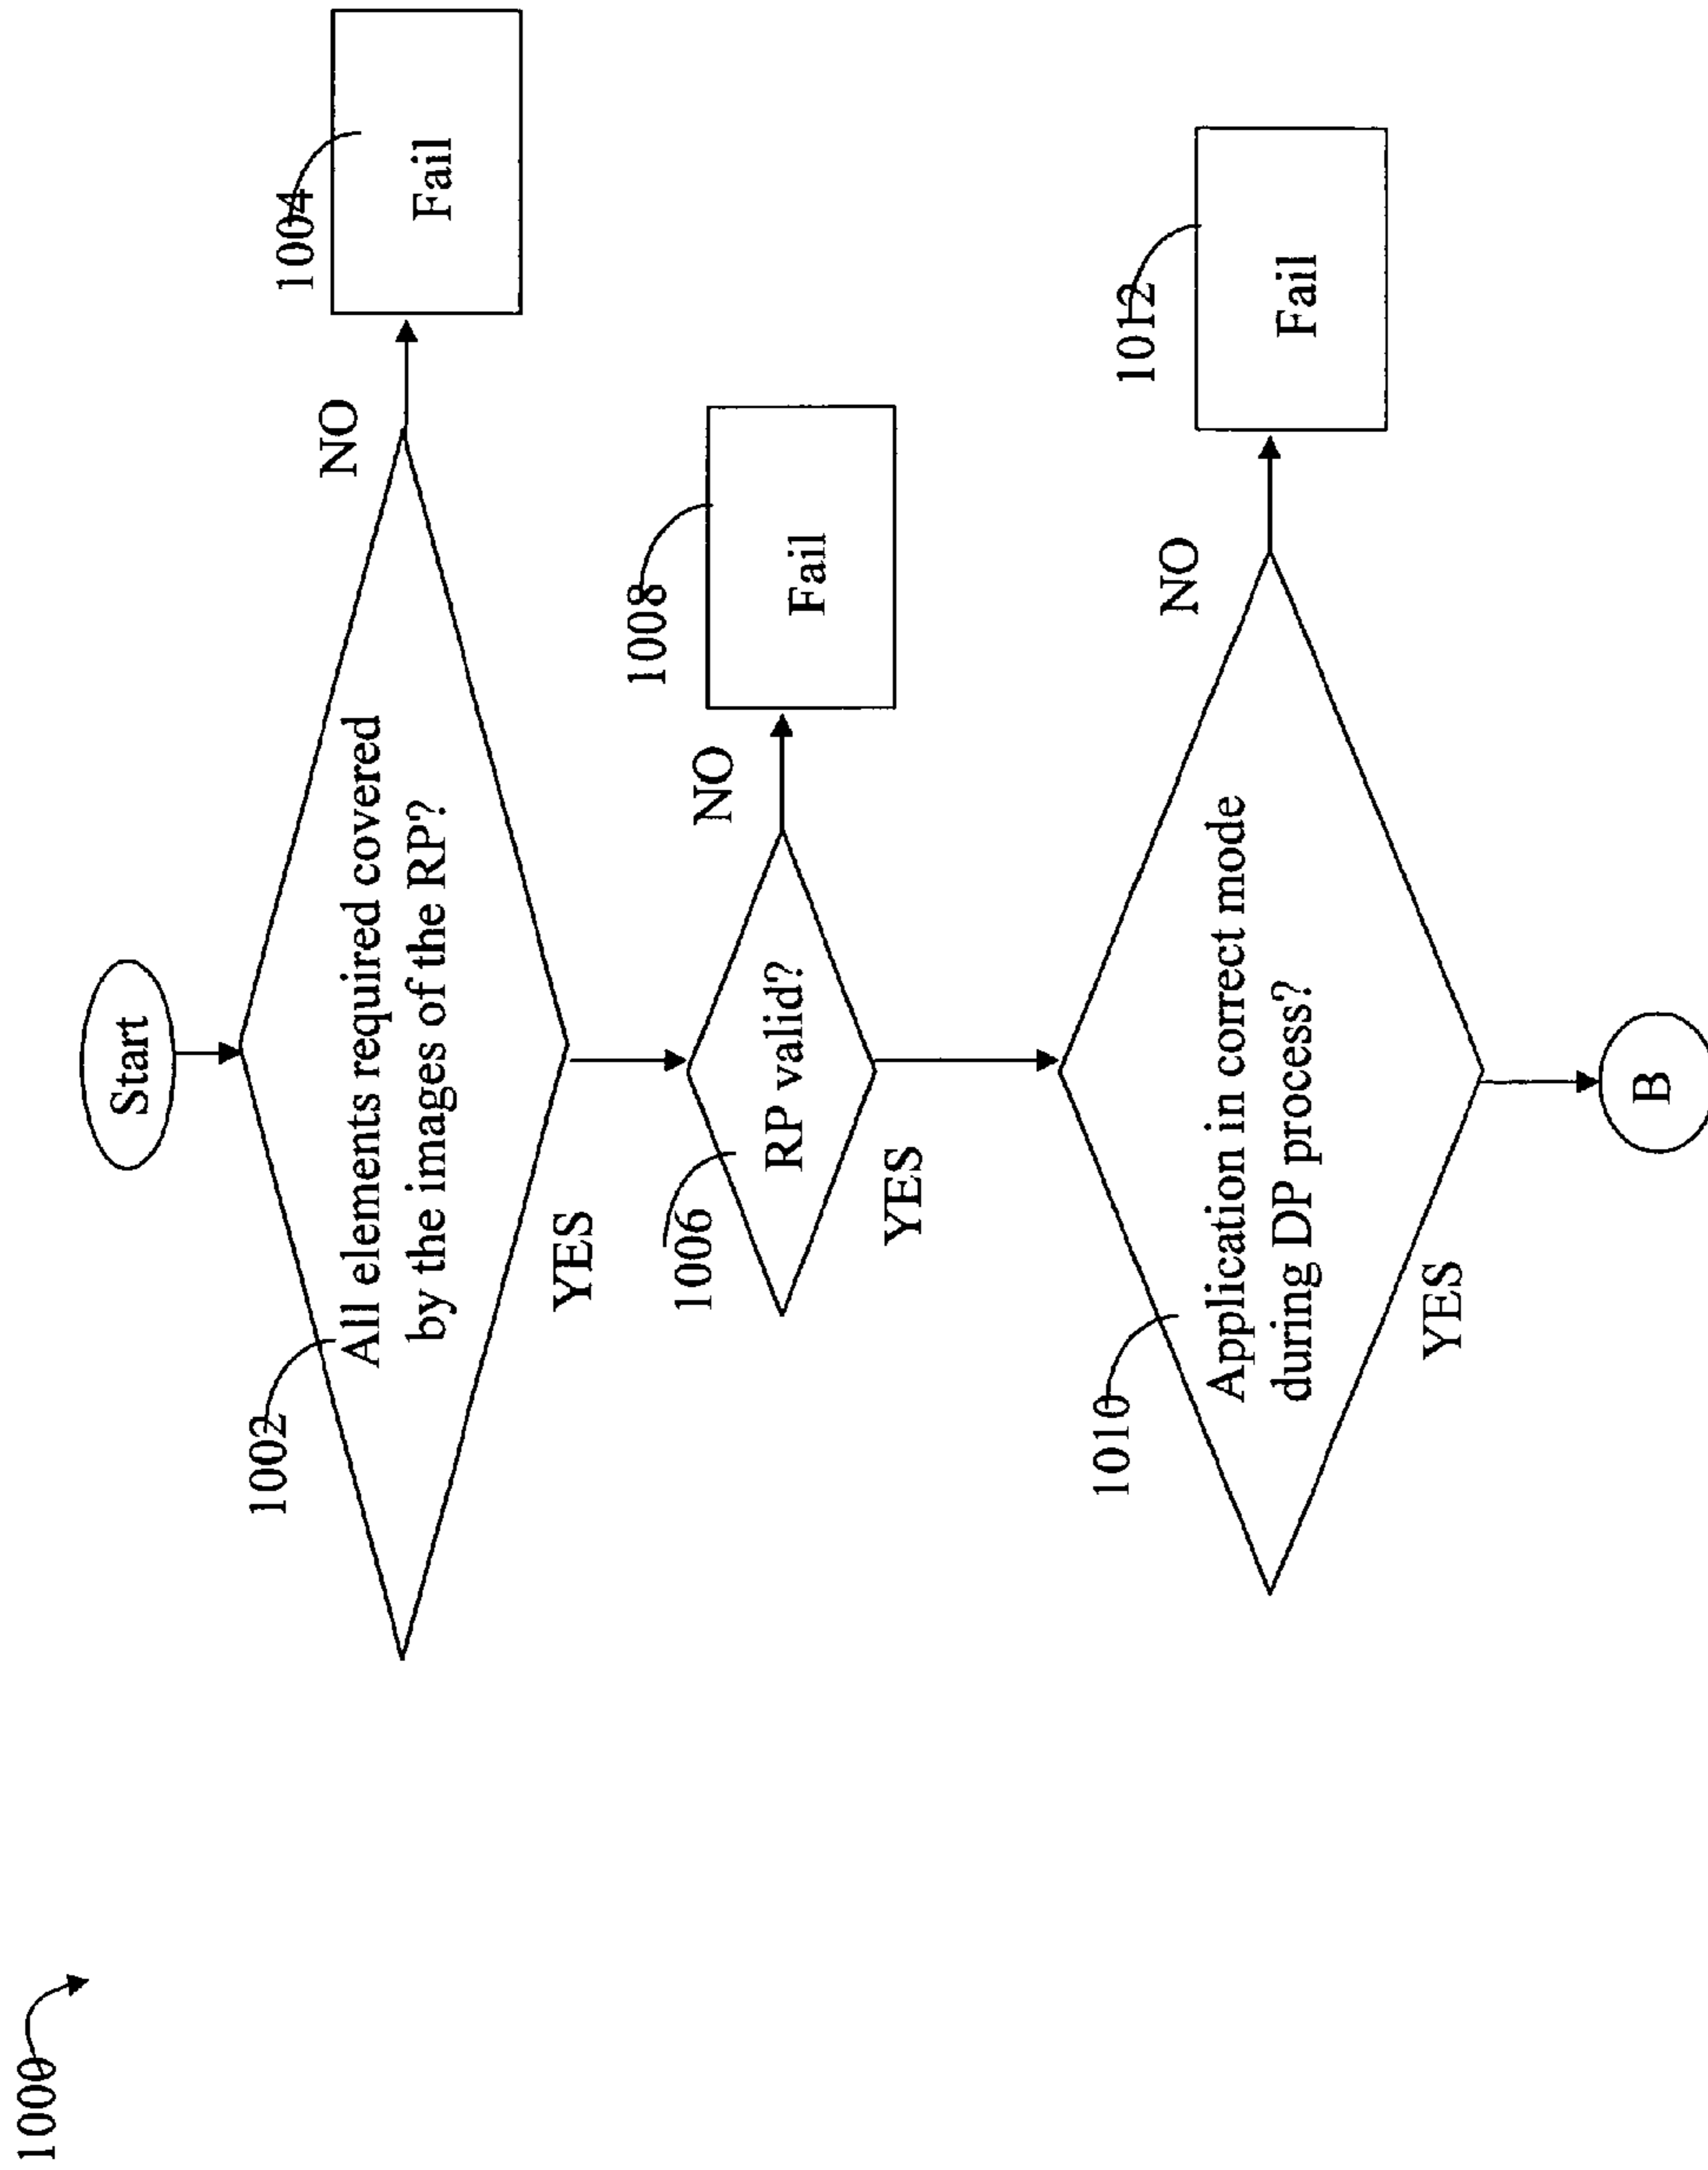 1000
Start
1002
All elements required covered
by the images of the RP?
NO
1004
Fail
YES
1006
RP valid?
NO
1008
Fail
YES
1010
Application in correct mode
during DP process?
NO
1012
Fail
YES
B